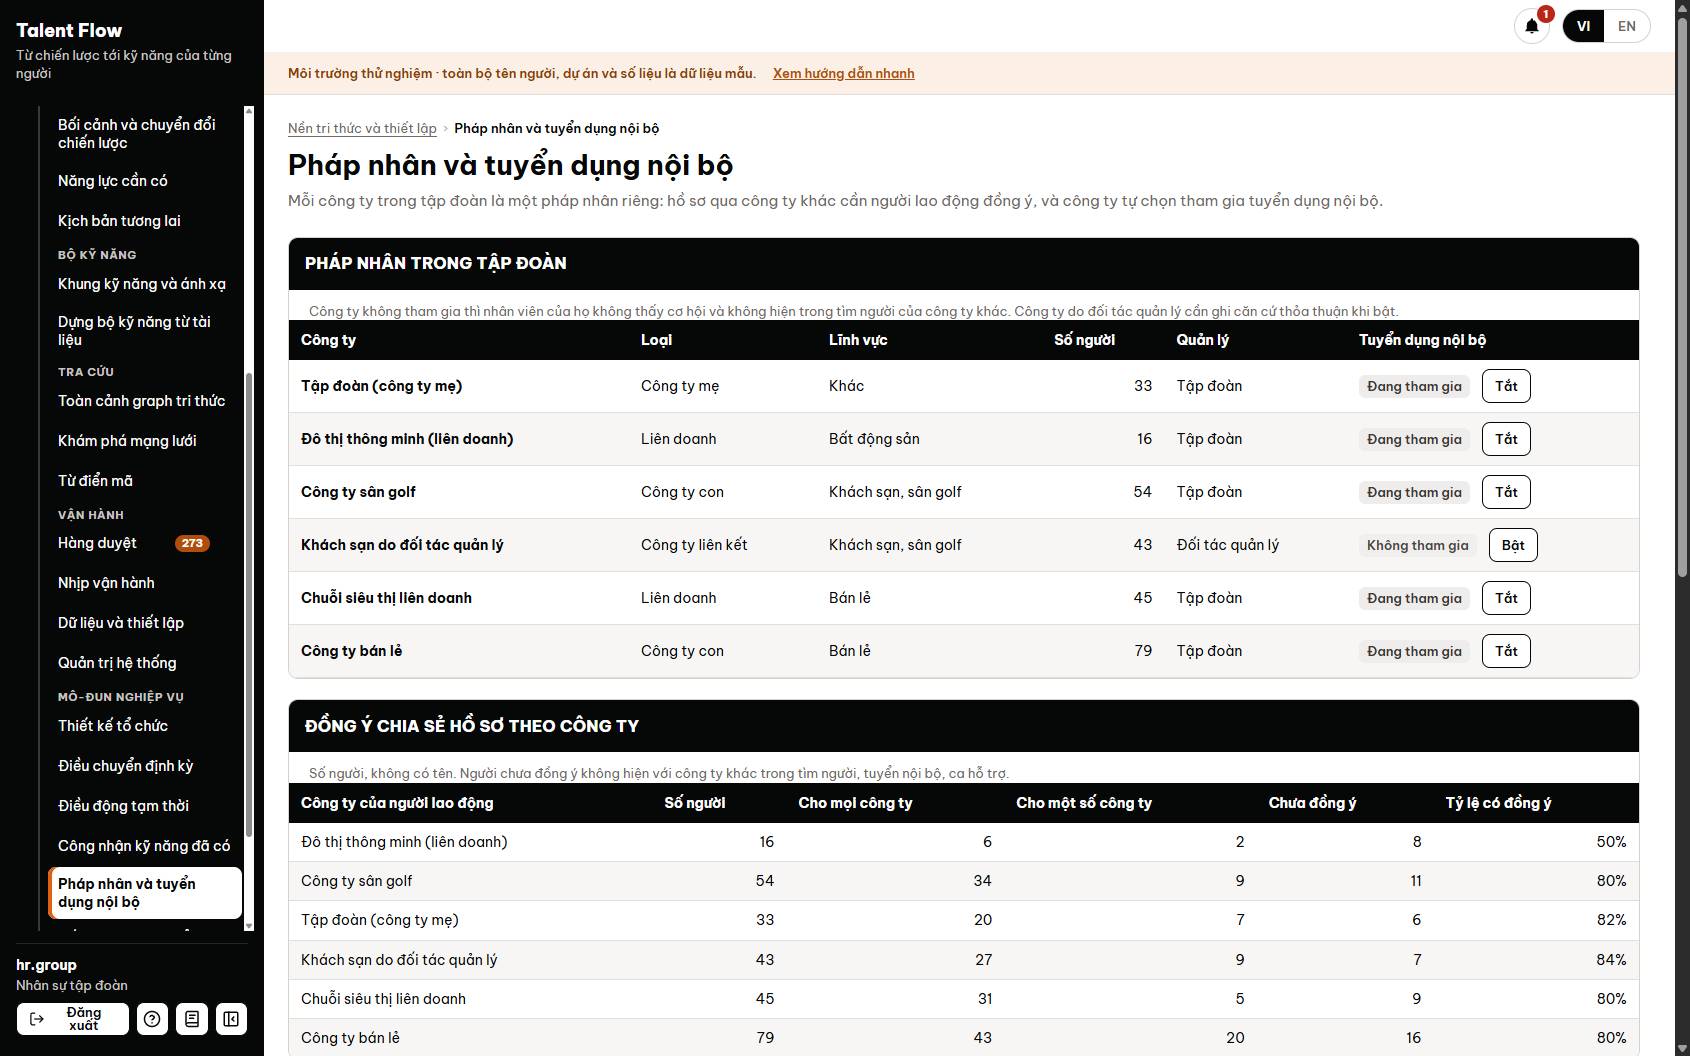 Talent Flow
Từ chiến lược tới kỹ năng của từng
người
Bối cảnh và chuyển đổi
chiến lược
Năng lực cần có
Kịch bản tương lai
BỘ KỸ NĂNG
Khung kỹ năng và ánh xạ
Dựng bộ kỹ năng từ tài
liệu
TRA CỨU
Toàn cảnh graph tri thức
Khám phá mạng lưới
Từ điển mã
VẬN HÀNH
Hàng duyệt 273
Nhịp vận hành
Dữ liệu và thiết lập
Quản trị hệ thống
MÔ-ĐUN NGHIỆP VỤ
Thiết kế tổ chức
Điều chuyển định kỳ
Điều động tạm thời
Công nhận kỹ năng đã có
Pháp nhân và tuyển
dụng nội bộ
hr.group
Nhân sự tập đoàn
Đăng
xuất
1
VI EN
Môi trường thử nghiệm · toàn bộ tên người, dự án và số liệu là dữ liệu mẫu. Xem hướng dẫn nhanh
Nền tri thức và thiết lập › Pháp nhân và tuyển dụng nội bộ
Pháp nhân và tuyển dụng nội bộ
Mỗi công ty trong tập đoàn là một pháp nhân riêng: hồ sơ qua công ty khác cần người lao động đồng ý, và công ty tự chọn tham gia tuyển dụng nội bộ.
PHÁP NHÂN TRONG TẬP ĐOÀN
Công ty không tham gia thì nhân viên của họ không thấy cơ hội và không hiện trong tìm người của công ty khác. Công ty do đối tác quản lý cần ghi căn cứ thỏa thuận khi bật.
Công ty Loại Lĩnh vực Số người Quản lý Tuyển dụng nội bộ
Tập đoàn (công ty mẹ) Công ty mẹ Khác 33 Tập đoàn Đang tham gia Tắt
Đô thị thông minh (liên doanh) Liên doanh Bất động sản 16 Tập đoàn Đang tham gia Tắt
Công ty sân golf Công ty con Khách sạn, sân golf 54 Tập đoàn Đang tham gia Tắt
Khách sạn do đối tác quản lý Công ty liên kết Khách sạn, sân golf 43 Đối tác quản lý Không tham gia Bật
Chuỗi siêu thị liên doanh Liên doanh Bán lẻ 45 Tập đoàn Đang tham gia Tắt
Công ty bán lẻ Công ty con Bán lẻ 79 Tập đoàn Đang tham gia Tắt
ĐỒNG Ý CHIA SẺ HỒ SƠ THEO CÔNG TY
Số người, không có tên. Người chưa đồng ý không hiện với công ty khác trong tìm người, tuyển nội bộ, ca hỗ trợ.
Công ty của người lao động Số người Cho mọi công ty Cho một số công ty Chưa đồng ý Tỷ lệ có đồng ý
Đô thị thông minh (liên doanh) 16 6 2 8 50%
Công ty sân golf 54 34 9 11 80%
Tập đoàn (công ty mẹ) 33 20 7 6 82%
Khách sạn do đối tác quản lý 43 27 9 7 84%
Chuỗi siêu thị liên doanh 45 31 5 9 80%
Công ty bán lẻ 79 43 20 16 80%